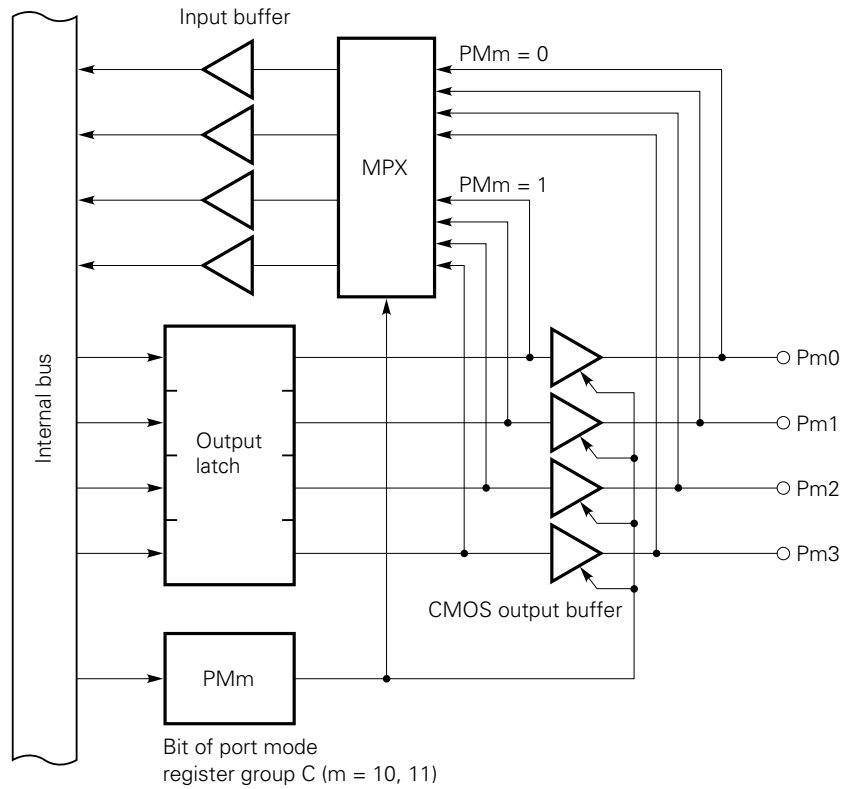 Input buffer
PMm = 0
MPX
PMm = 1
Internal bus
Output
latch
Pm0
Pm1
Pm2
Pm3
CMOS output buffer
PMm
Bit of port mode
register group C (m = 10, 11)